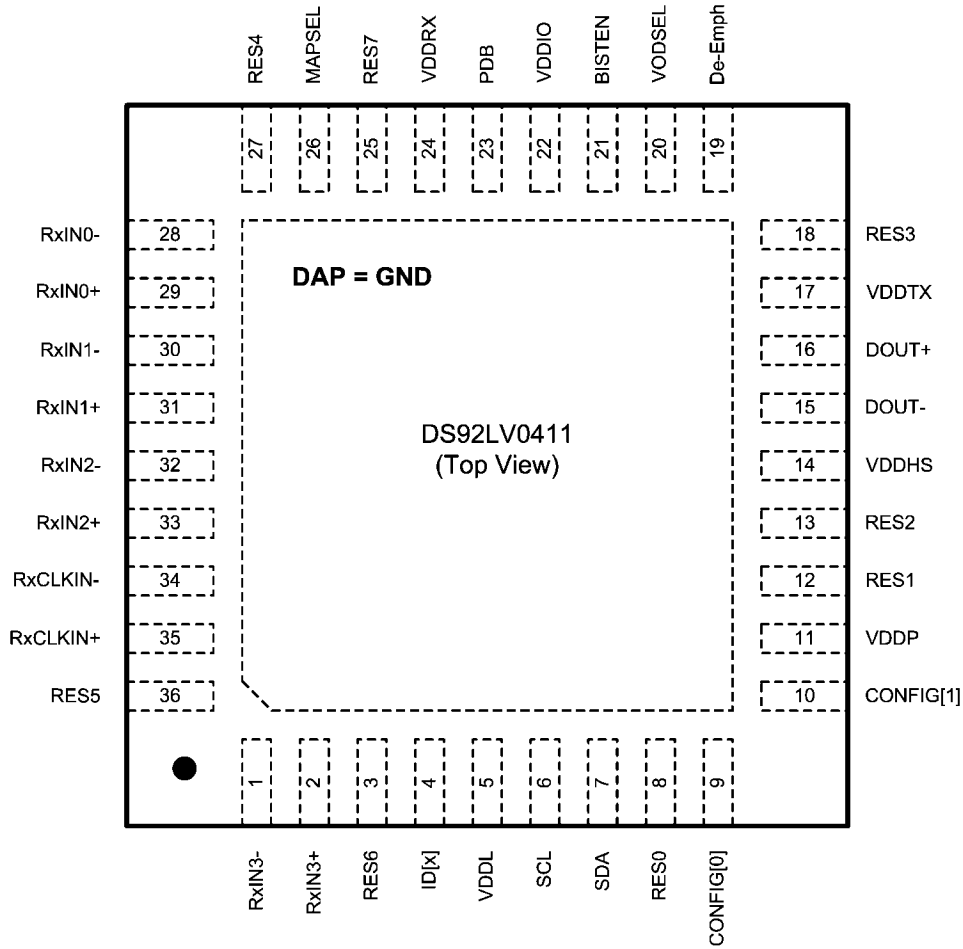 RES4
MAPSEL
RES7
VDDRX
PDB
VDDIO
BISTEN
VODSEL
De-Emph
27
26
25
24
23
22
21
20
19
RxIN0- 28
RxIN0+ 29
RxIN1- 30
RxIN1+ 31
RxIN2- 32
RxIN2+ 33
RxCLKIN- 34
RxCLKIN+ 35
RES5 36
DAP = GND
DS92LV0411
(Top View)
18 RES3
17 VDDTX
16 DOUT+
15 DOUT-
14 VDDHS
13 RES2
12 RES1
11 VDDP
10 CONFIG[1]
1
2
3
4
5
6
7
8
9
RxIN3-
RxIN3+
RES6
ID[x]
VDDL
SCL
SDA
RES0
CONFIG[0]